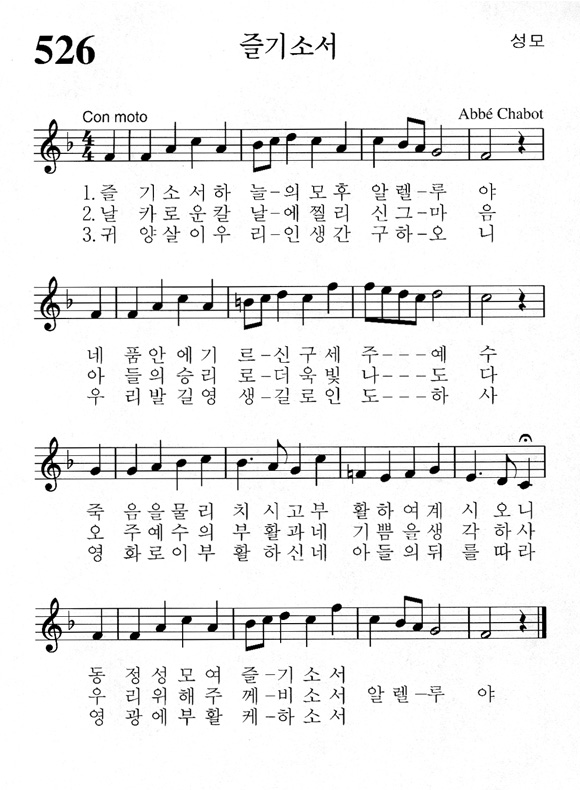 526
즐기소서
성모
Con moto
Abbé Chabot
1.즐 기소서하 늘-의모후 알렐-루 야
2.날 카로운칼 날-에찔리 신그-마 음
3.귀 양살이우 리-인생간 구하-오 니
네 품안에기 르-신구세 주---예 수
아 들의승리 로-더욱빛 나---도 다
우 리발길영 생-길로인 도---하 사
죽 음을물리 치시고부 활하여계 시오니
오 주예수의 부활과네 기쁨을생 각하사
영 화로이부 활하신네 아들의뒤 를따라
동 정성모여 즐-기소서
우 리위해주 께-비소서 알렐-루 야
영 광에부활 케-하소서